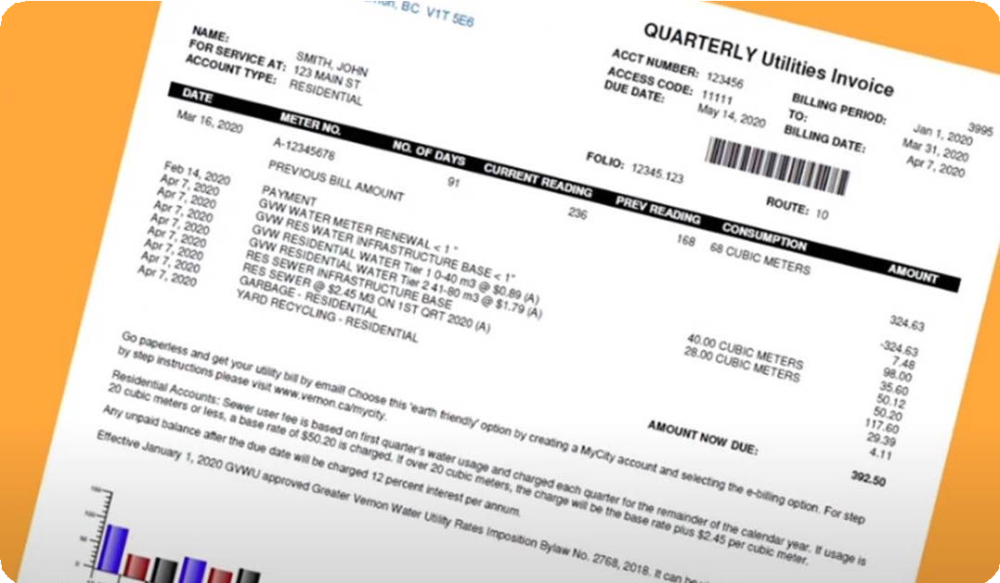 BC V1T 5E6
QUARTERLY Utilities Invoice
NAME: SMITH, JOHN
FOR SERVICE AT: 123 MAIN ST
ACCOUNT TYPE: RESIDENTIAL
ACCT NUMBER: 123456
ACCESS CODE: 11111
DUE DATE: May 14, 2020
3995
BILLING PERIOD: Jan 1, 2020
TO: Mar 31, 2020
BILLING DATE: Apr 7, 2020
FOLIO: 12345.123
ROUTE: 10
DATE METER NO. NO. OF DAYS CURRENT READING PREV READING CONSUMPTION AMOUNT
Mar 16, 2020 A-12345678 91 236 168 68 CUBIC METERS
PREVIOUS BILL AMOUNT 324.63
Feb 14, 2020 PAYMENT -324.63
Apr 7, 2020 GVW WATER METER RENEWAL < 1 " 7.48
Apr 7, 2020 GVW RES WATER INFRASTRUCTURE BASE < 1" 98.00
Apr 7, 2020 GVW RESIDENTIAL WATER Tier 1 0-40 m3 @ $0.89 (A) 40.00 CUBIC METERS 35.60
Apr 7, 2020 GVW RESIDENTIAL WATER Tier 2 41-80 m3 @ $1.79 (A) 28.00 CUBIC METERS 50.12
Apr 7, 2020 RES SEWER INFRASTRUCTURE BASE 50.20
Apr 7, 2020 RES SEWER @ $2.45 M3 ON 1ST QRT 2020 (A) 117.60
Apr 7, 2020 GARBAGE - RESIDENTIAL 29.39
Apr 7, 2020 YARD RECYCLING - RESIDENTIAL 4.11
AMOUNT NOW DUE: 392.50
Go paperless and get your utility bill by email! Choose this 'earth friendly' option by creating a MyCity account and selecting the e-billing option. For step
by step instructions please visit www.vernon.ca/mycity.
Residential Accounts: Sewer user fee is based on first quarter's water usage and charged each quarter for the remainder of the calendar year. If usage is
20 cubic meters or less, a base rate of $50.20 is charged. If over 20 cubic meters, the charge will be the base rate plus $2.45 per cubic meter.
Any unpaid balance after the due date will be charged 12 percent interest per annum.
Effective January 1, 2020 GVWU approved Greater Vernon Water Utility Rates Imposition Bylaw No. 2768, 2018. It can be
150
100
50
0